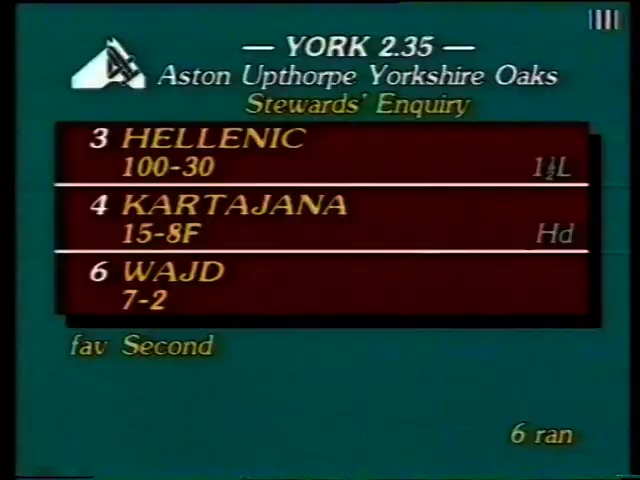 — YORK 2.35 —
Aston Upthorpe Yorkshire Oaks
Stewards' Enquiry
3 HELLENIC
100-30 1½L
4 KARTAJANA
15-8F Hd
6 WAJD
7-2
fav Second
6 ran